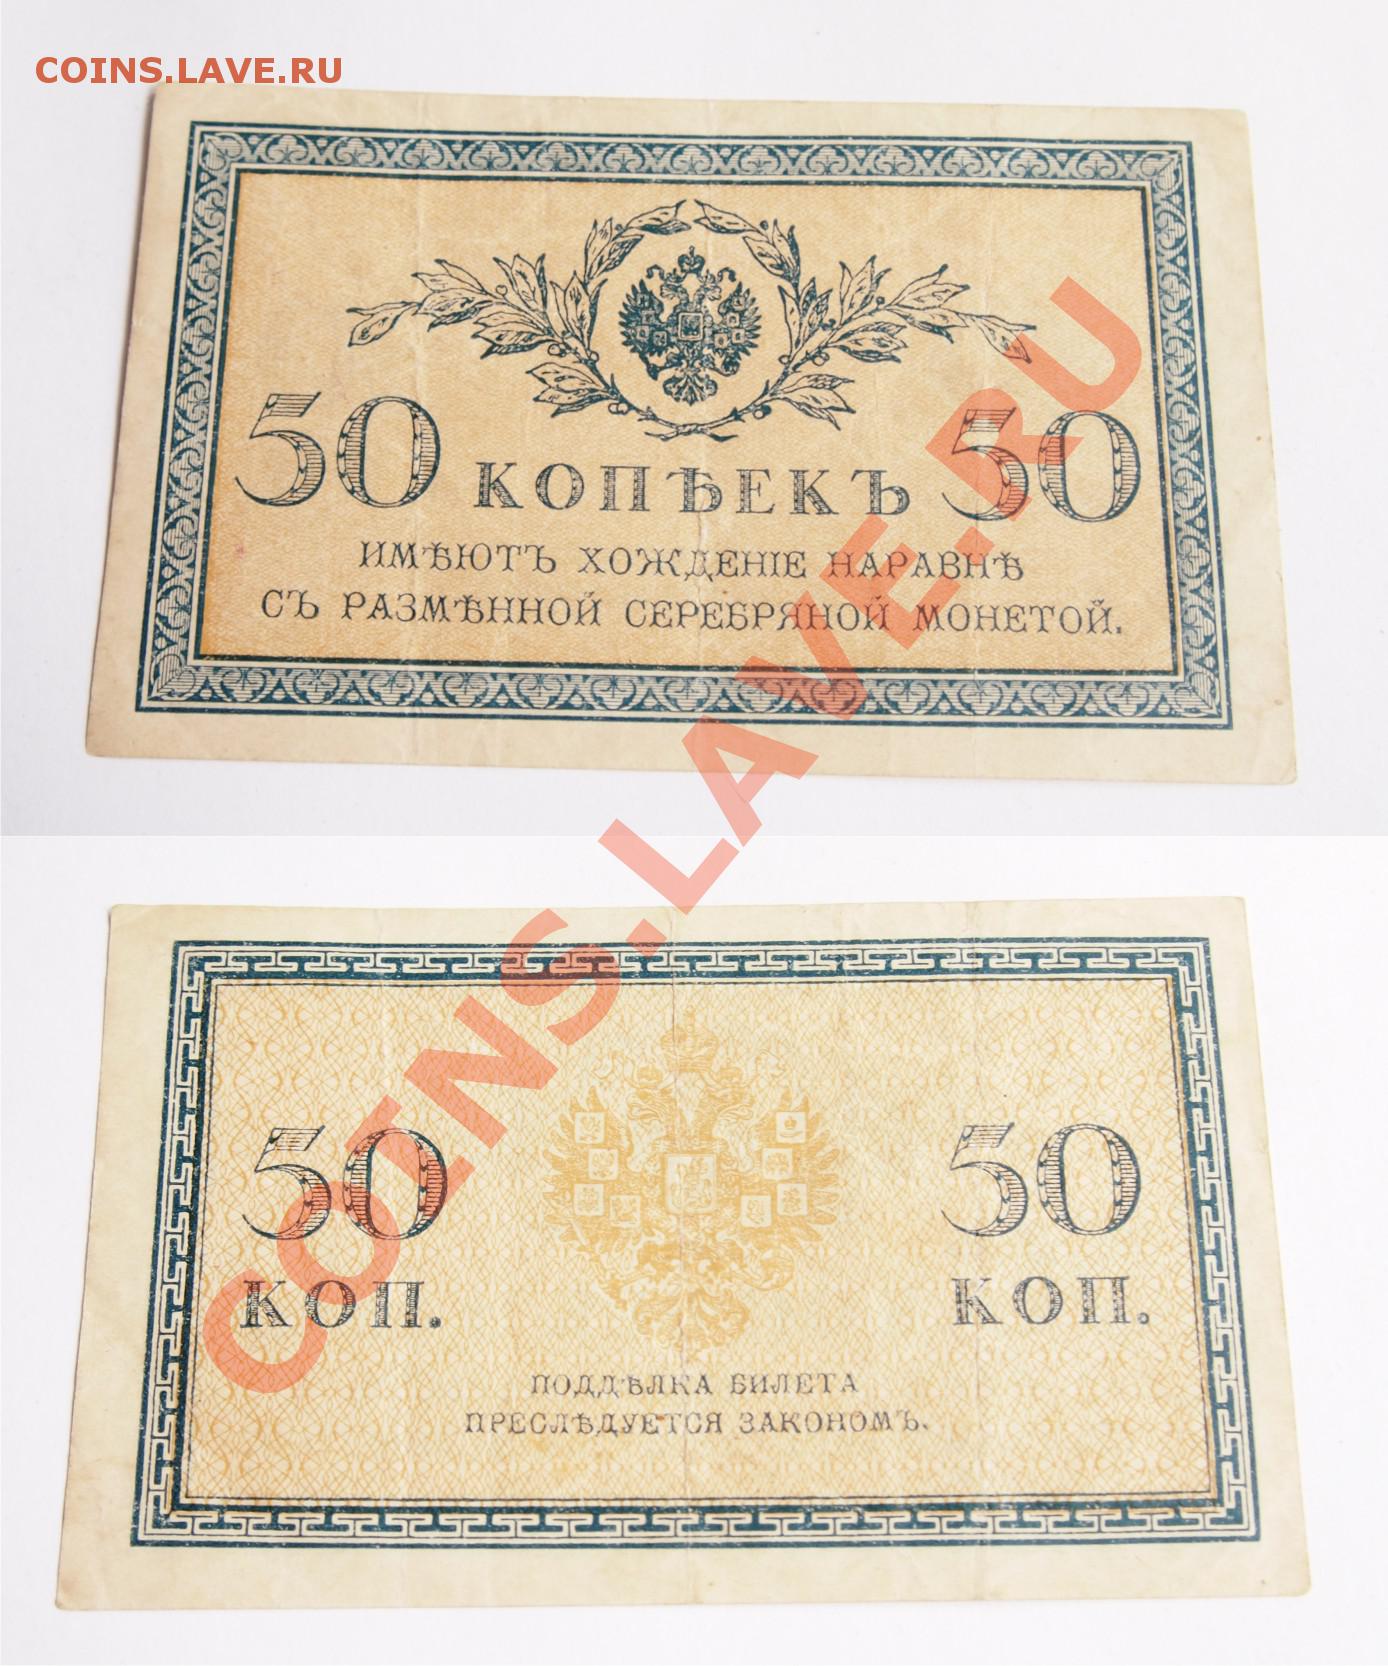 COINS.LAVE.RU
50 КОПѢЕКЪ 50
ИМѢЮТЪ ХОЖДЕНІЕ НАРАВНѢ
СЪ РАЗМѢННОЙ СЕРЕБРЯНОЙ МОНЕТОЙ.
COINS.LAVE.RU
50 50
КОП. КОП.
ПОДДѢЛКА БИЛЕТА
ПРЕСЛѢДУЕТСЯ ЗАКОНОМЪ.